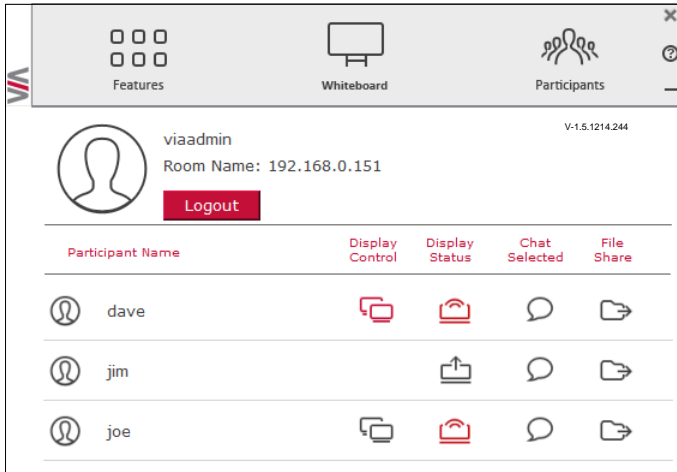 Features
Whiteboard
Participants
V-1.5.1214.244
viaadmin
Room Name: 192.168.0.151
Logout
Participant Name
Display Control
Display Status
Chat Selected
File Share
dave
jim
joe